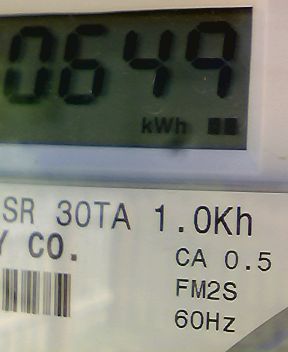 0649
kWh
SR 30TA 1.0Kh
Y CO.
CA 0.5
FM2S
60Hz